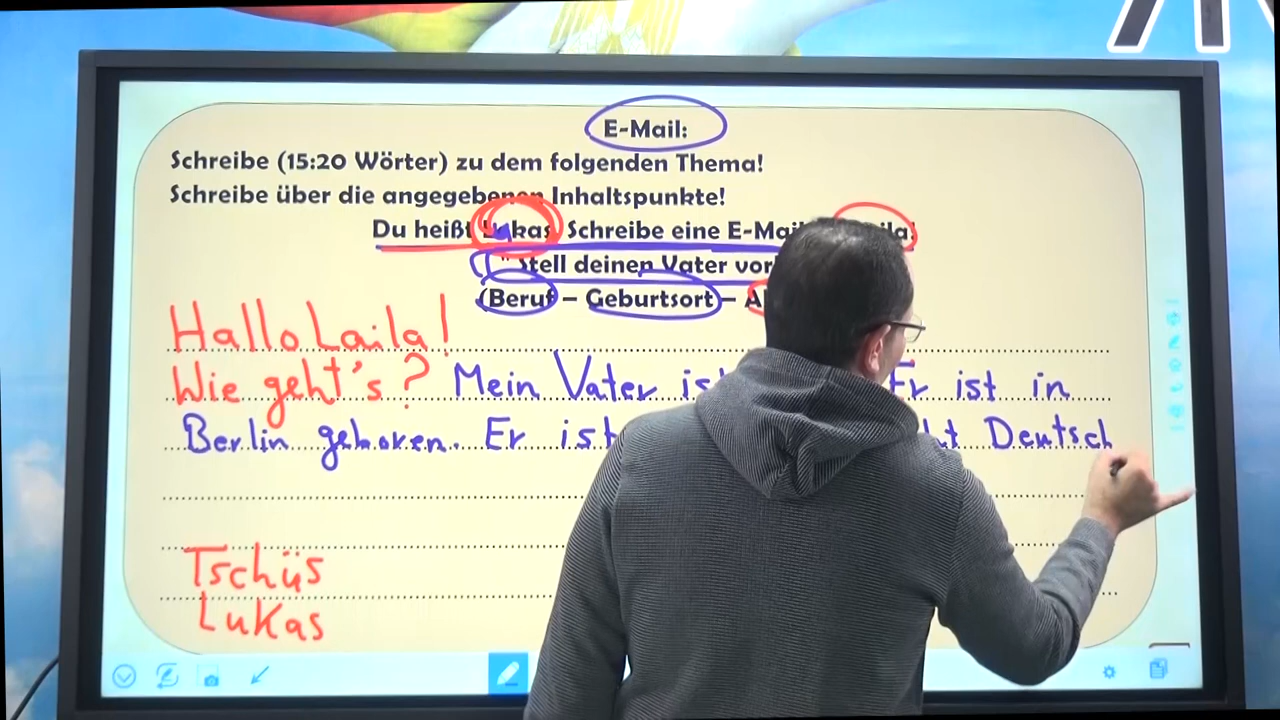 E-Mail:
Schreibe (15:20 Wörter) zu dem folgenden Thema!
Schreibe über die angegebenen Inhaltspunkte!
Du heißt Lukas Schreibe eine E-Mail
" Stell deinen Vater vor
(Beruf – Geburtsort –
Hallo Laila!
Wie geht's? Mein Vater ist Er ist in
Berlin geboren. Er ist Deutsch
Tschüs
Lukas